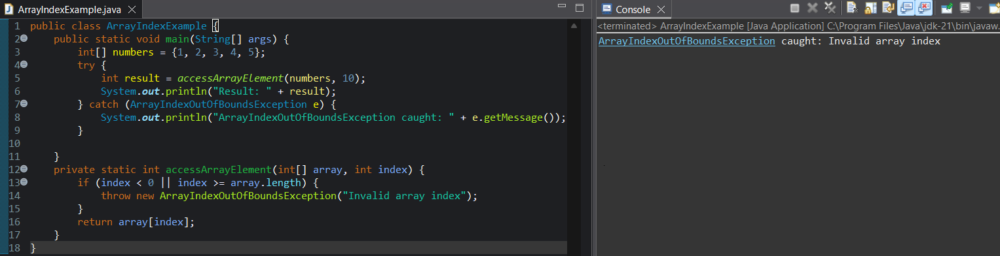 ArrayIndexExample.java
1 public class ArrayIndexExample {
2 public static void main(String[] args) {
3 int[] numbers = {1, 2, 3, 4, 5};
4 try {
5 int result = accessArrayElement(numbers, 10);
6 System.out.println("Result: " + result);
7 } catch (ArrayIndexOutOfBoundsException e) {
8 System.out.println("ArrayIndexOutOfBoundsException caught: " + e.getMessage());
9 }
10
11 }
12 private static int accessArrayElement(int[] array, int index) {
13 if (index < 0 || index >= array.length) {
14 throw new ArrayIndexOutOfBoundsException("Invalid array index");
15 }
16 return array[index];
17 }
18 }
Console
<terminated> ArrayIndexExample [Java Application] C:\Program Files\Java\jdk-21\bin\javaw.
ArrayIndexOutOfBoundsException caught: Invalid array index